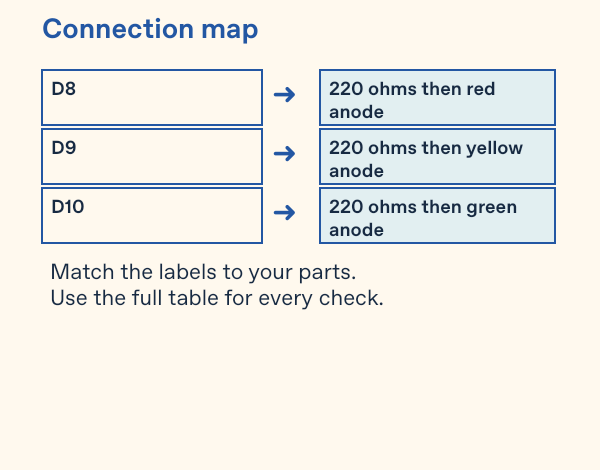 Connection map
D8 ➜ 220 ohms then red
anode
D9 ➜ 220 ohms then yellow
anode
D10 ➜ 220 ohms then green
anode
Match the labels to your parts.
Use the full table for every check.